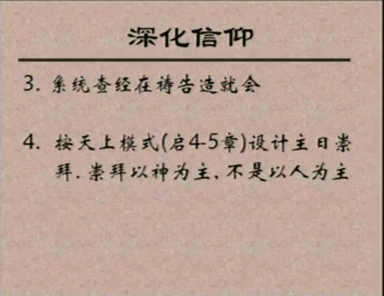 深化信仰
3. 系统查经在祷告造就会
4. 按天上模式(启4-5章)设计主日崇
拜.崇拜以神为主,不是以人为主